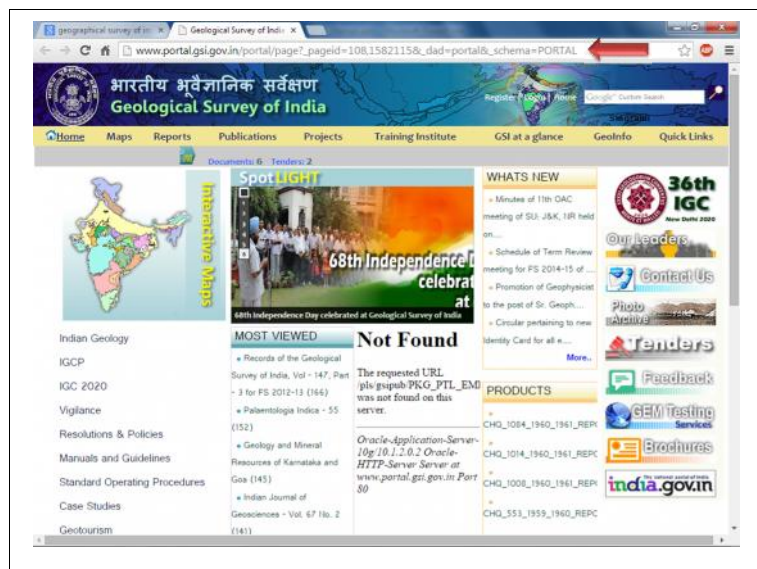 geographical survey of in
Geological Survey of India
www.portal.gsi.gov.in/portal/page?_pageid=108,1582115&_dad=portal&_schema=PORTAL
भारतीय भूवैज्ञानिक सर्वेक्षण
Geological Survey of India
Register | Login | Home
Google™ Custom Search
Home Maps Reports Publications Projects Training Institute GSI at a glance GeoInfo Quick Links
Documents: 6 Tenders: 2
Interactive Maps
SpotLIGHT
68th Independence D
celebrat
at
68th Independence Day celebrated at Geological Survey of India
WHATS NEW
» Minutes of 11th OAC
meeting of SU: J&K, NR held
on....
» Schedule of Term Review
meeting for FS 2014-15 of ....
» Promotion of Geophysicist
to the post of Sr. Geoph....
» Circular pertaining to new
Identity Card for all e....
More..
36th
IGC
New Delhi 2020
Our Leaders
Contact Us
Photo
Archive
Tenders
Feedback
GEM Testing
Services
Brochures
india.gov.in
Indian Geology
IGCP
IGC 2020
Vigilance
Resolutions & Policies
Manuals and Guidelines
Standard Operating Procedures
Case Studies
Geotourism
MOST VIEWED
» Records of the Geological
Survey of India, Vol - 147, Part
- 3 for FS 2012-13 (166)
» Palaentologia Indica - 55
(152)
» Geology and Mineral
Resources of Karnataka and
Goa (145)
» Indian Journal of
Geosciences - Vol. 67 No. 2
(141)
Not Found
The requested URL
/pls/gsipub/PKG_PTL_EMI
was not found on this
server.
Oracle-Application-Server-
10g/10.1.2.0.2 Oracle-
HTTP-Server Server at
www.portal.gsi.gov.in Port
80
PRODUCTS
»
CHQ_1004_1960_1961_REPC
»
CHQ_1014_1960_1961_REPC
»
CHQ_1008_1960_1961_REPC
»
CHQ_553_1959_1960_REPC